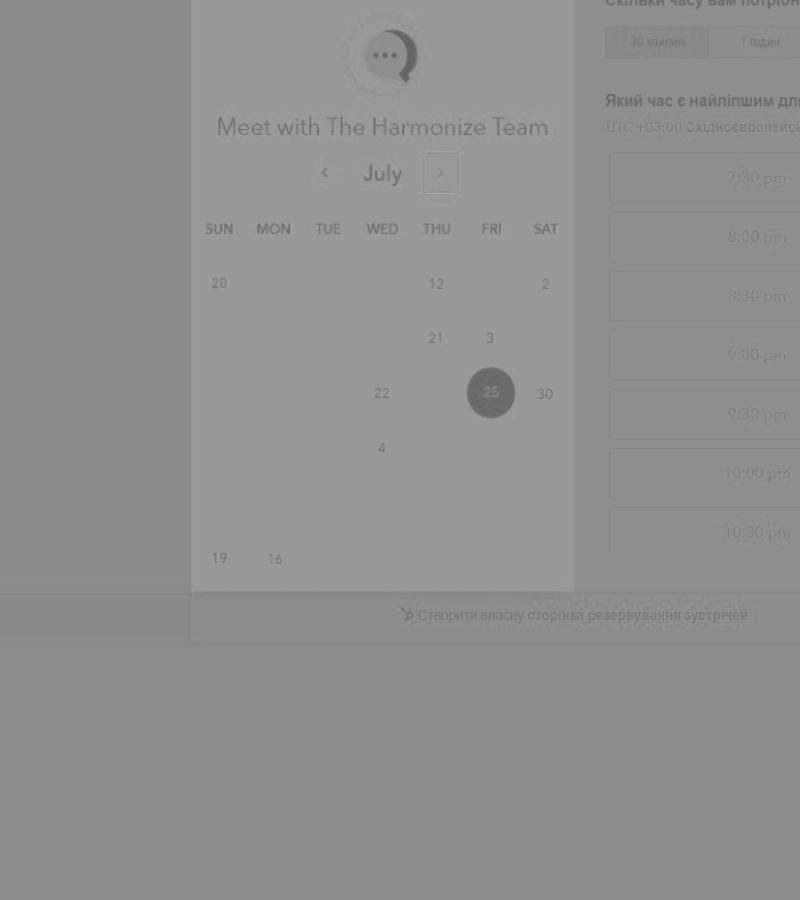 Скільки часу вам потріб
30 хвилин
1 годин
Meet with The Harmonize Team
‹ July ›
SUN MON TUE WED THU FRI SAT
20 12 2
21 3
22 25 30
4
19 16
Який час є найліпшим для
UTC +03:00 Східноєвропейсь
7:30 pm
8:00 pm
8:30 pm
9:00 pm
9:30 pm
10:00 pm
10:30 pm
Створити власну сторінка резервування зустрічей